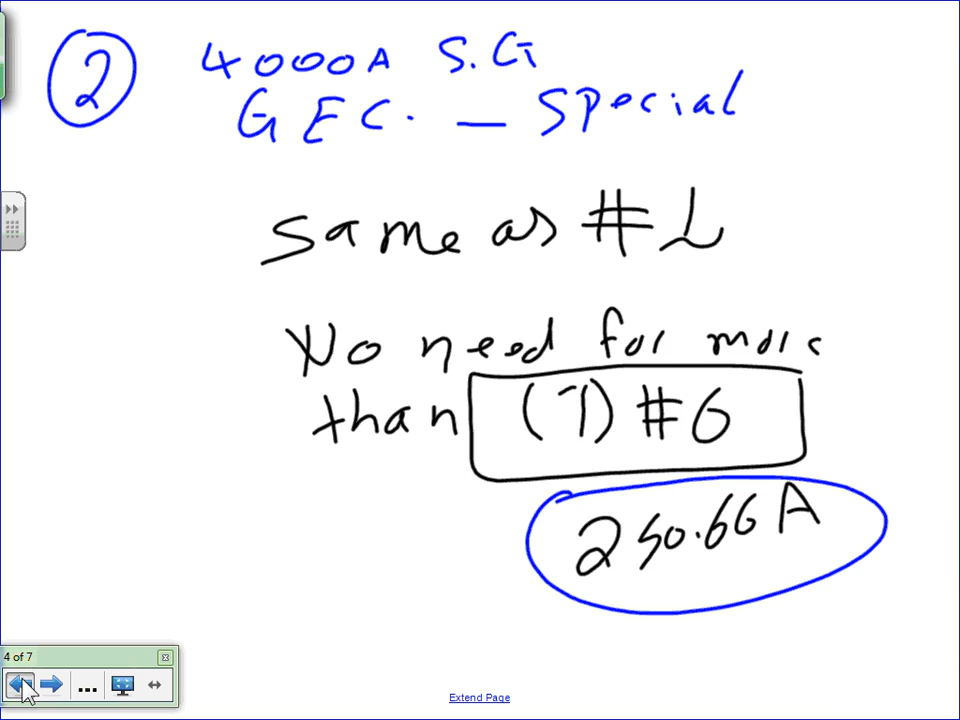 2 4000A S.G
GEC. - Special
Same as #1
No need for more
than (1) #6
250.66A
4 of 7
...
Extend Page